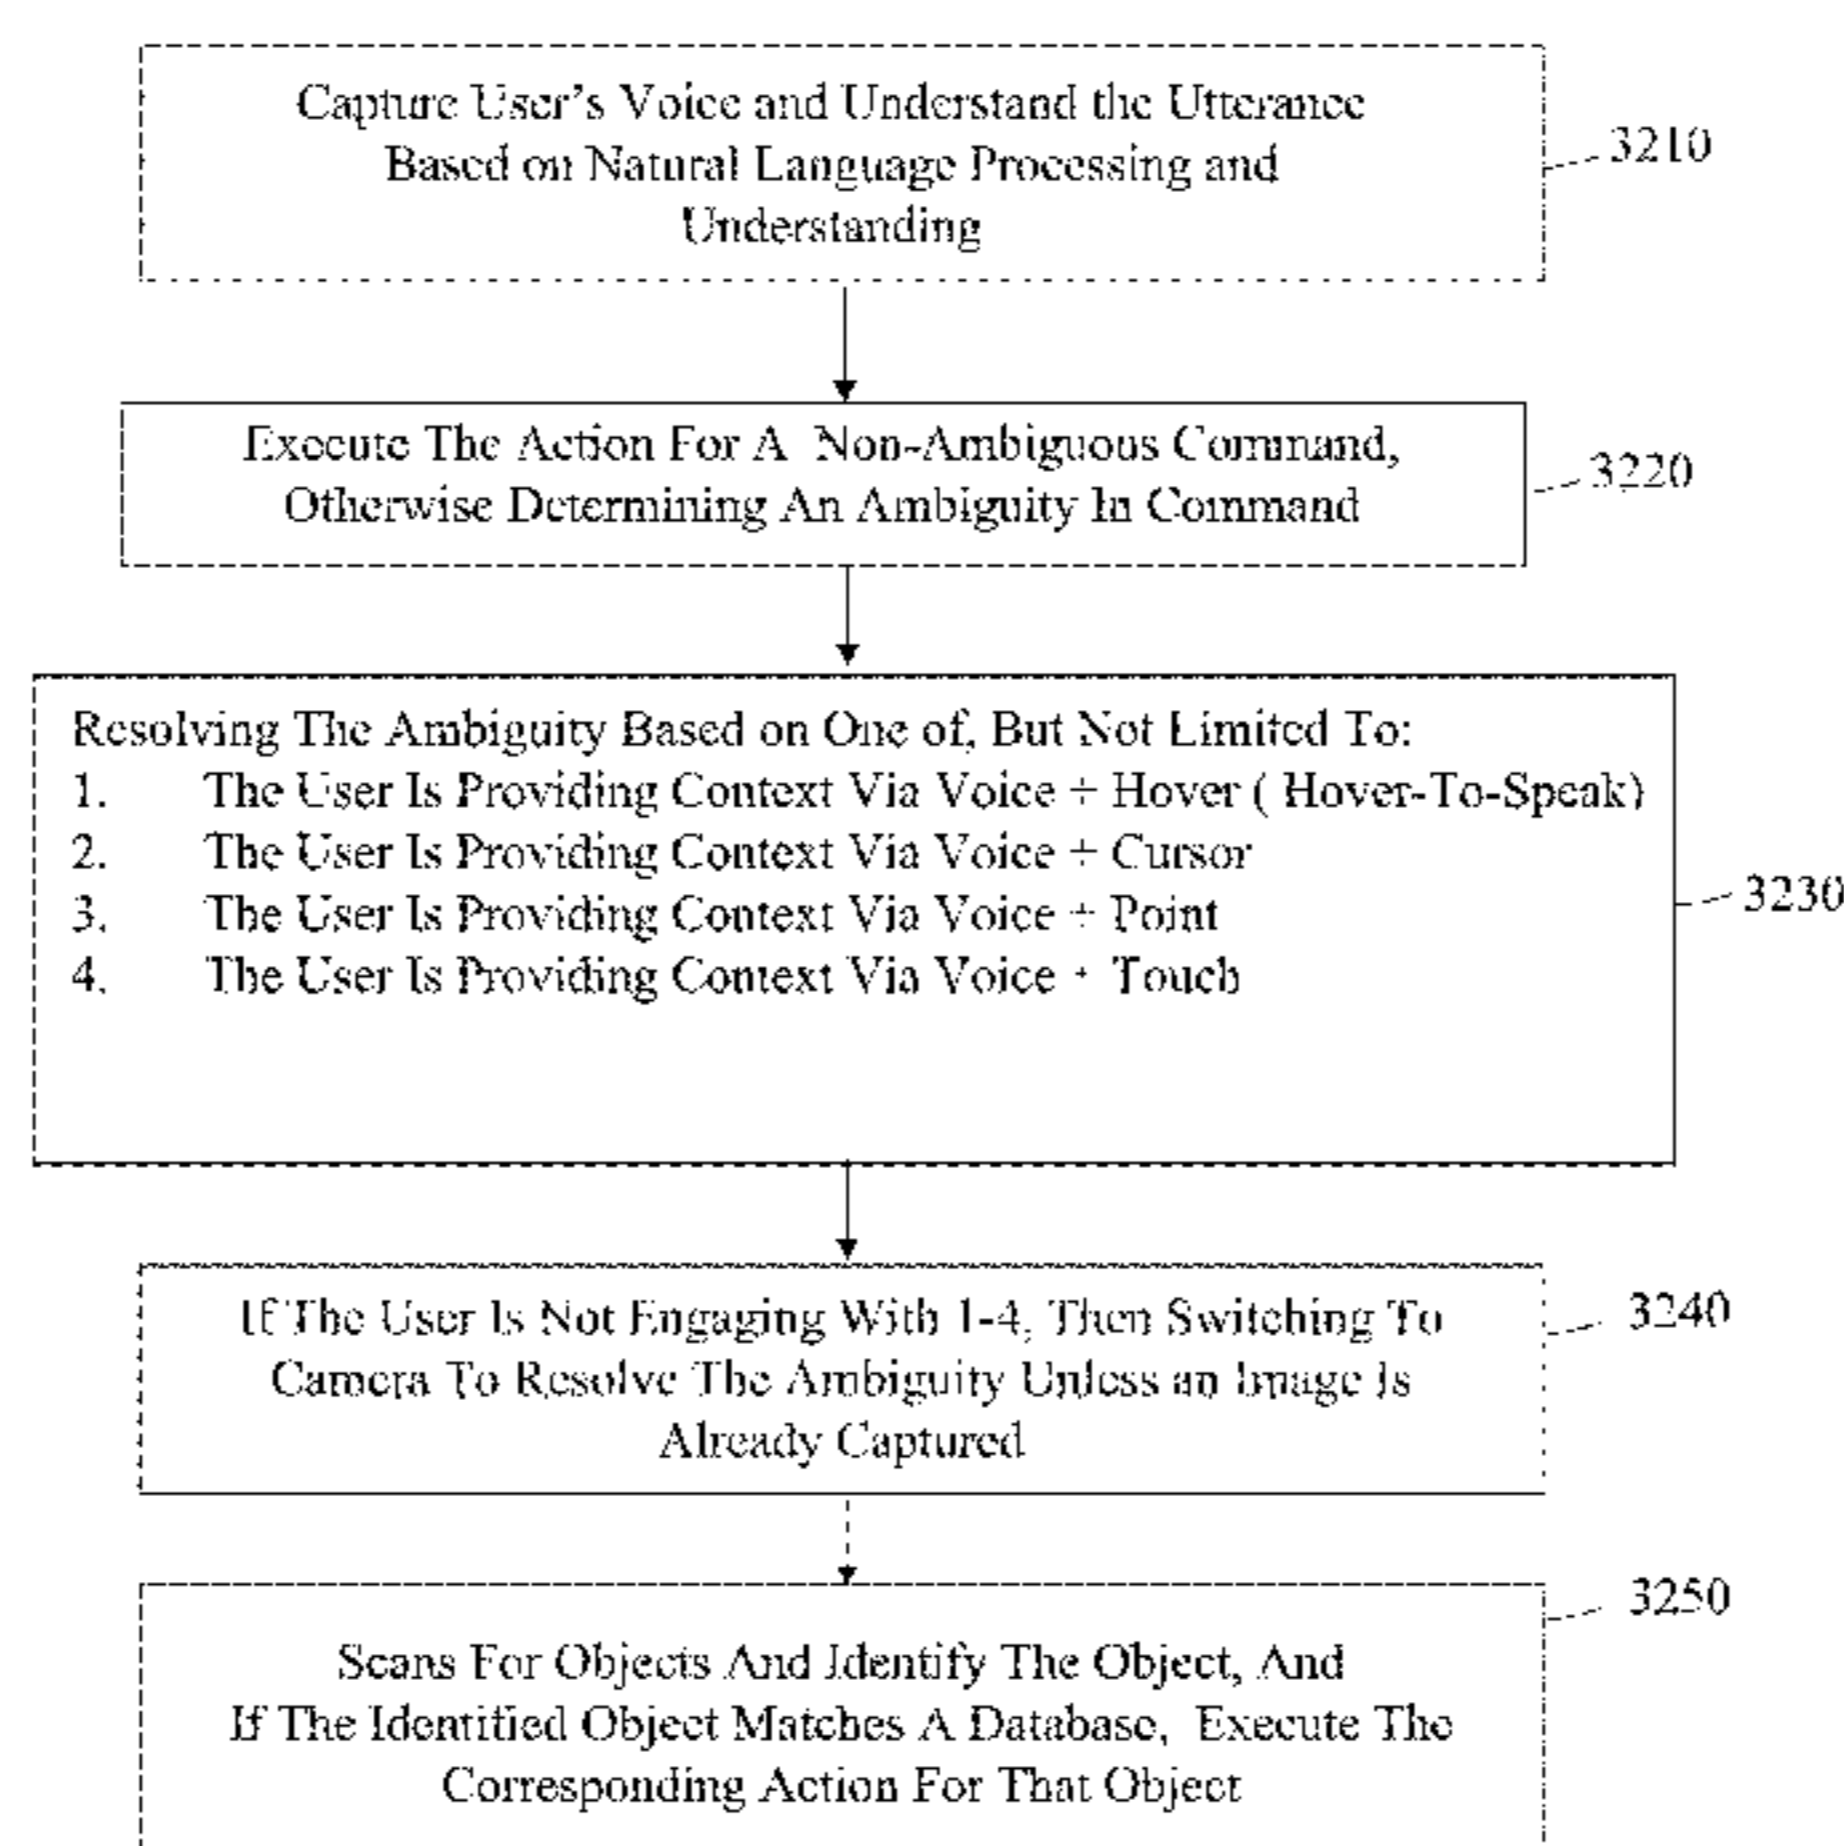 Capture User's Voice and Understand the Utterance
Based on Natural Language Processing and
Understanding
3210
Execute The Action For A Non-Ambiguous Command,
Otherwise Determining An Ambiguity In Command
3220
Resolving The Ambiguity Based on One of, But Not Limited To:
1. The User Is Providing Context Via Voice + Hover ( Hover-To-Speak)
2. The User Is Providing Context Via Voice + Cursor
3. The User Is Providing Context Via Voice + Point
4. The User Is Providing Context Via Voice + Touch
3230
If The User Is Not Engaging With 1-4, Then Switching To
Camera To Resolve The Ambiguity Unless an Image Is
Already Captured
3240
Scans For Objects And Identify The Object, And
If The Identified Object Matches A Database, Execute The
Corresponding Action For That Object
3250